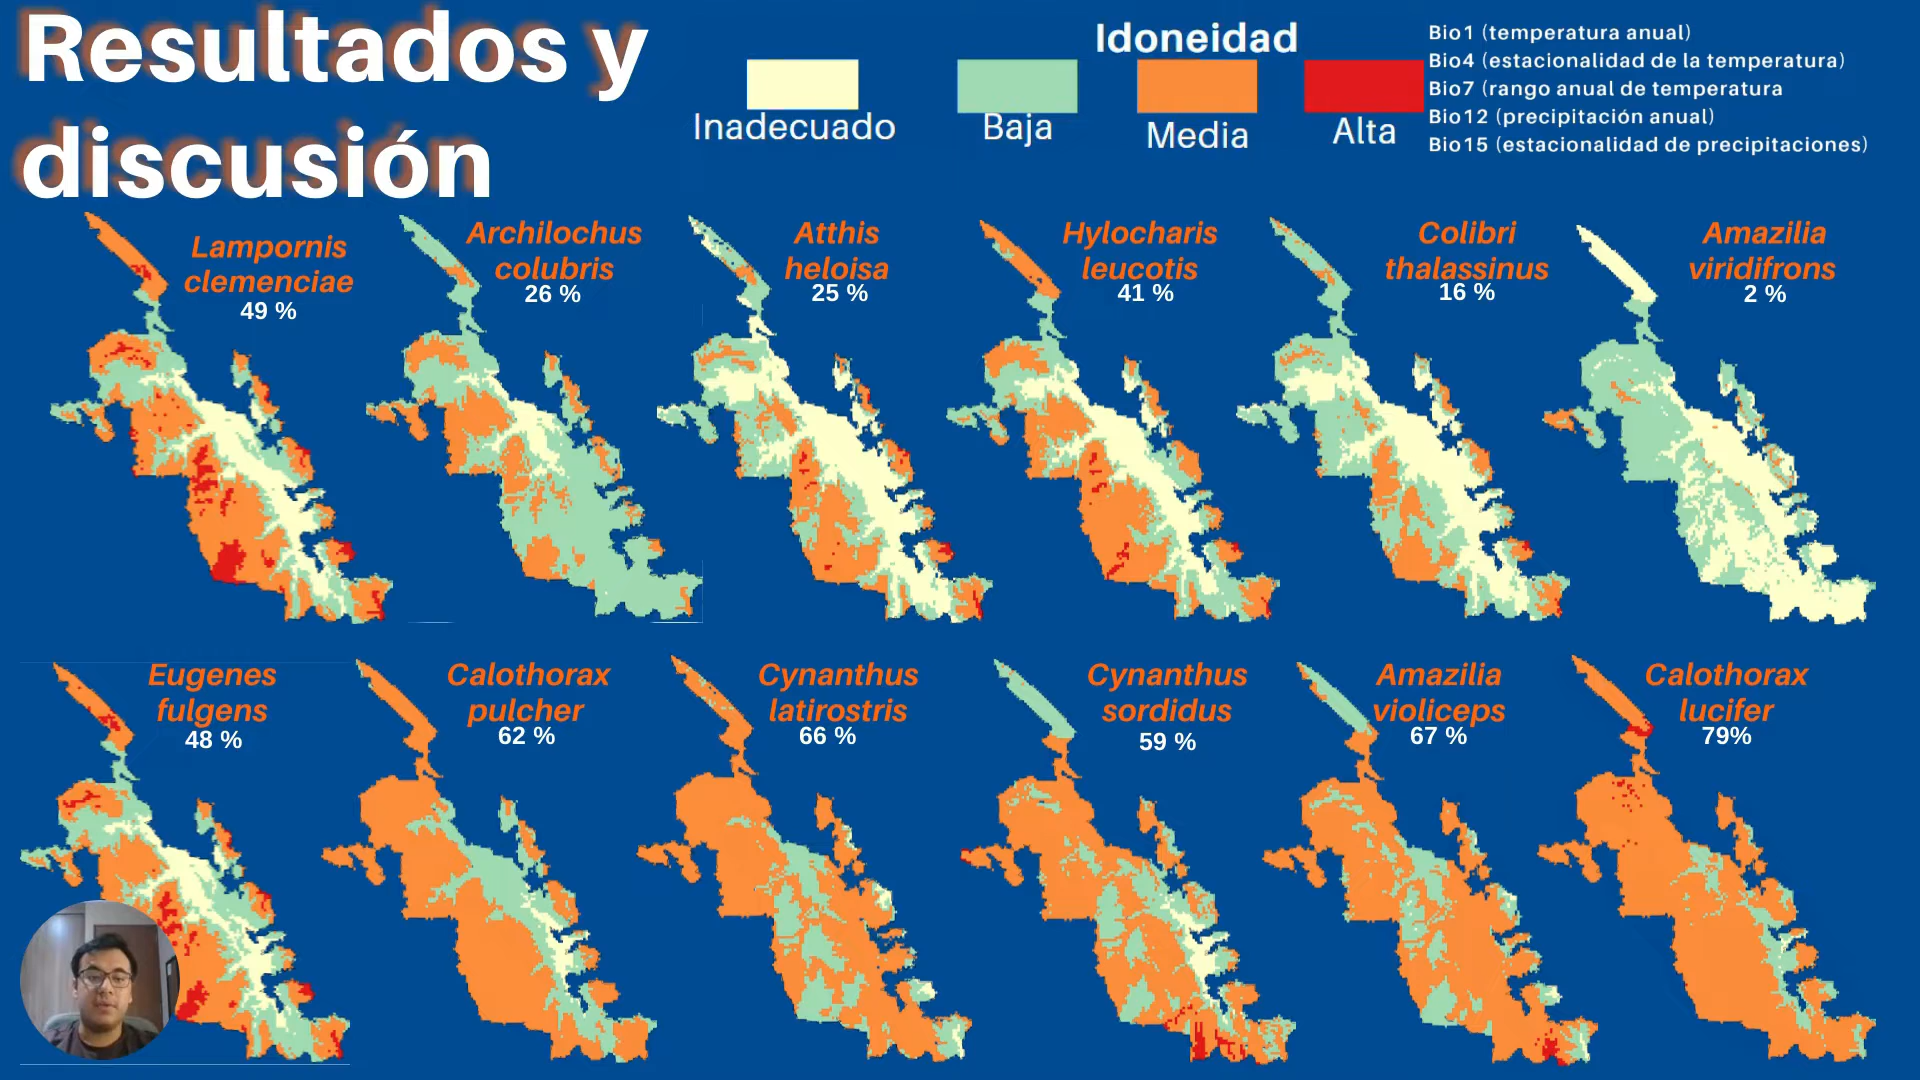 Resultados y
discusión
Idoneidad
Inadecuado
Baja
Media
Alta
Bio1 (temperatura anual)
Bio4 (estacionalidad de la temperatura)
Bio7 (rango anual de temperatura
Bio12 (precipitación anual)
Bio15 (estacionalidad de precipitaciones)
Lampornis
clemenciae
49 %
Archilochus
colubris
26 %
Atthis
heloisa
25 %
Hylocharis
leucotis
41 %
Colibri
thalassinus
16 %
Amazilia
viridifrons
2 %
Eugenes
fulgens
48 %
Calothorax
pulcher
62 %
Cynanthus
latirostris
66 %
Cynanthus
sordidus
59 %
Amazilia
violiceps
67 %
Calothorax
lucifer
79%